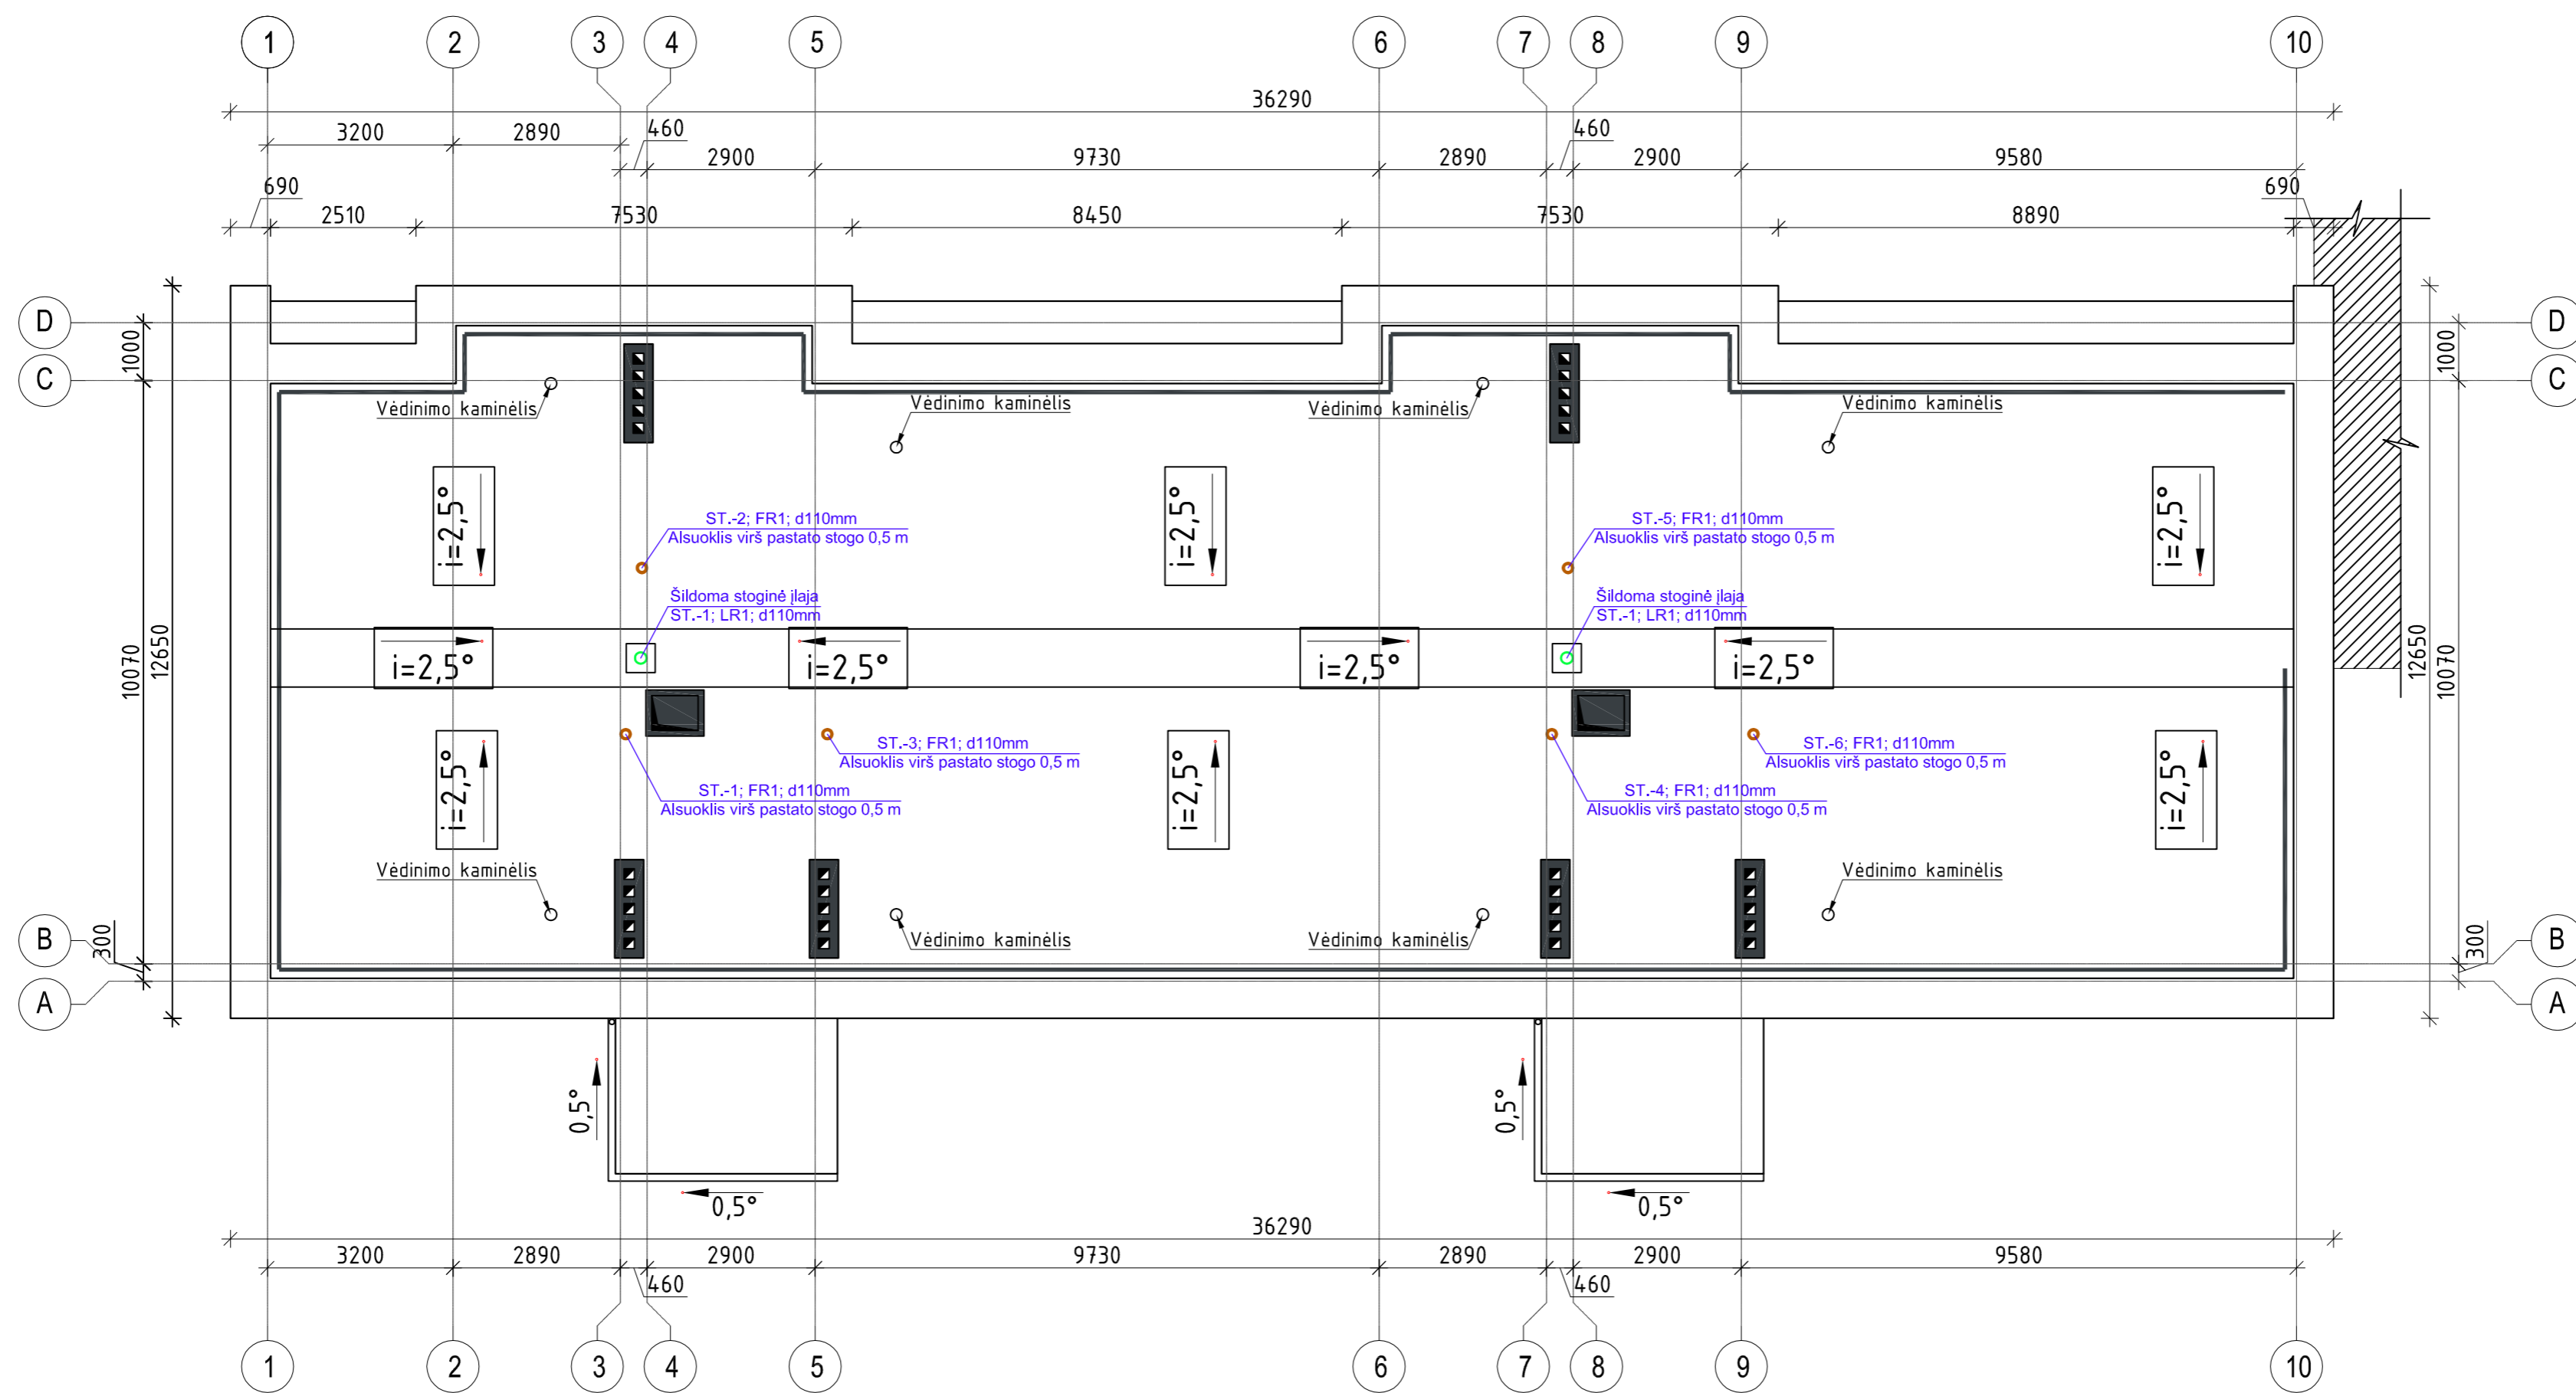 1 2 3 4 5 6 7 8 9 10
36290
3200 2890 460 460
2900 9730 2890 2900 9580
690 690
2510 7530 8450 7530 8890
D D
1000 1000
C C
Vėdinimo kaminėlis Vėdinimo kaminėlis Vėdinimo kaminėlis Vėdinimo kaminėlis
i=2,5° i=2,5° i=2,5°
ST.-2; FR1; d110mm
Alsuoklis virš pastato stogo 0,5 m
ST.-5; FR1; d110mm
Alsuoklis virš pastato stogo 0,5 m
Šildoma stoginė įlaja
ST.-1; LR1; d110mm
Šildoma stoginė įlaja
ST.-1; LR1; d110mm
10070 12650 12650 10070
i=2,5° i=2,5° i=2,5° i=2,5°
ST.-3; FR1; d110mm
Alsuoklis virš pastato stogo 0,5 m
ST.-6; FR1; d110mm
Alsuoklis virš pastato stogo 0,5 m
ST.-1; FR1; d110mm
Alsuoklis virš pastato stogo 0,5 m
ST.-4; FR1; d110mm
Alsuoklis virš pastato stogo 0,5 m
i=2,5° i=2,5° i=2,5°
Vėdinimo kaminėlis Vėdinimo kaminėlis
Vėdinimo kaminėlis Vėdinimo kaminėlis
B 300 300 B
A A
0,5° 0,5°
0,5° 0,5°
36290
3200 2890 2900 9730 2890 2900 9580
460 460
1 2 3 4 5 6 7 8 9 10